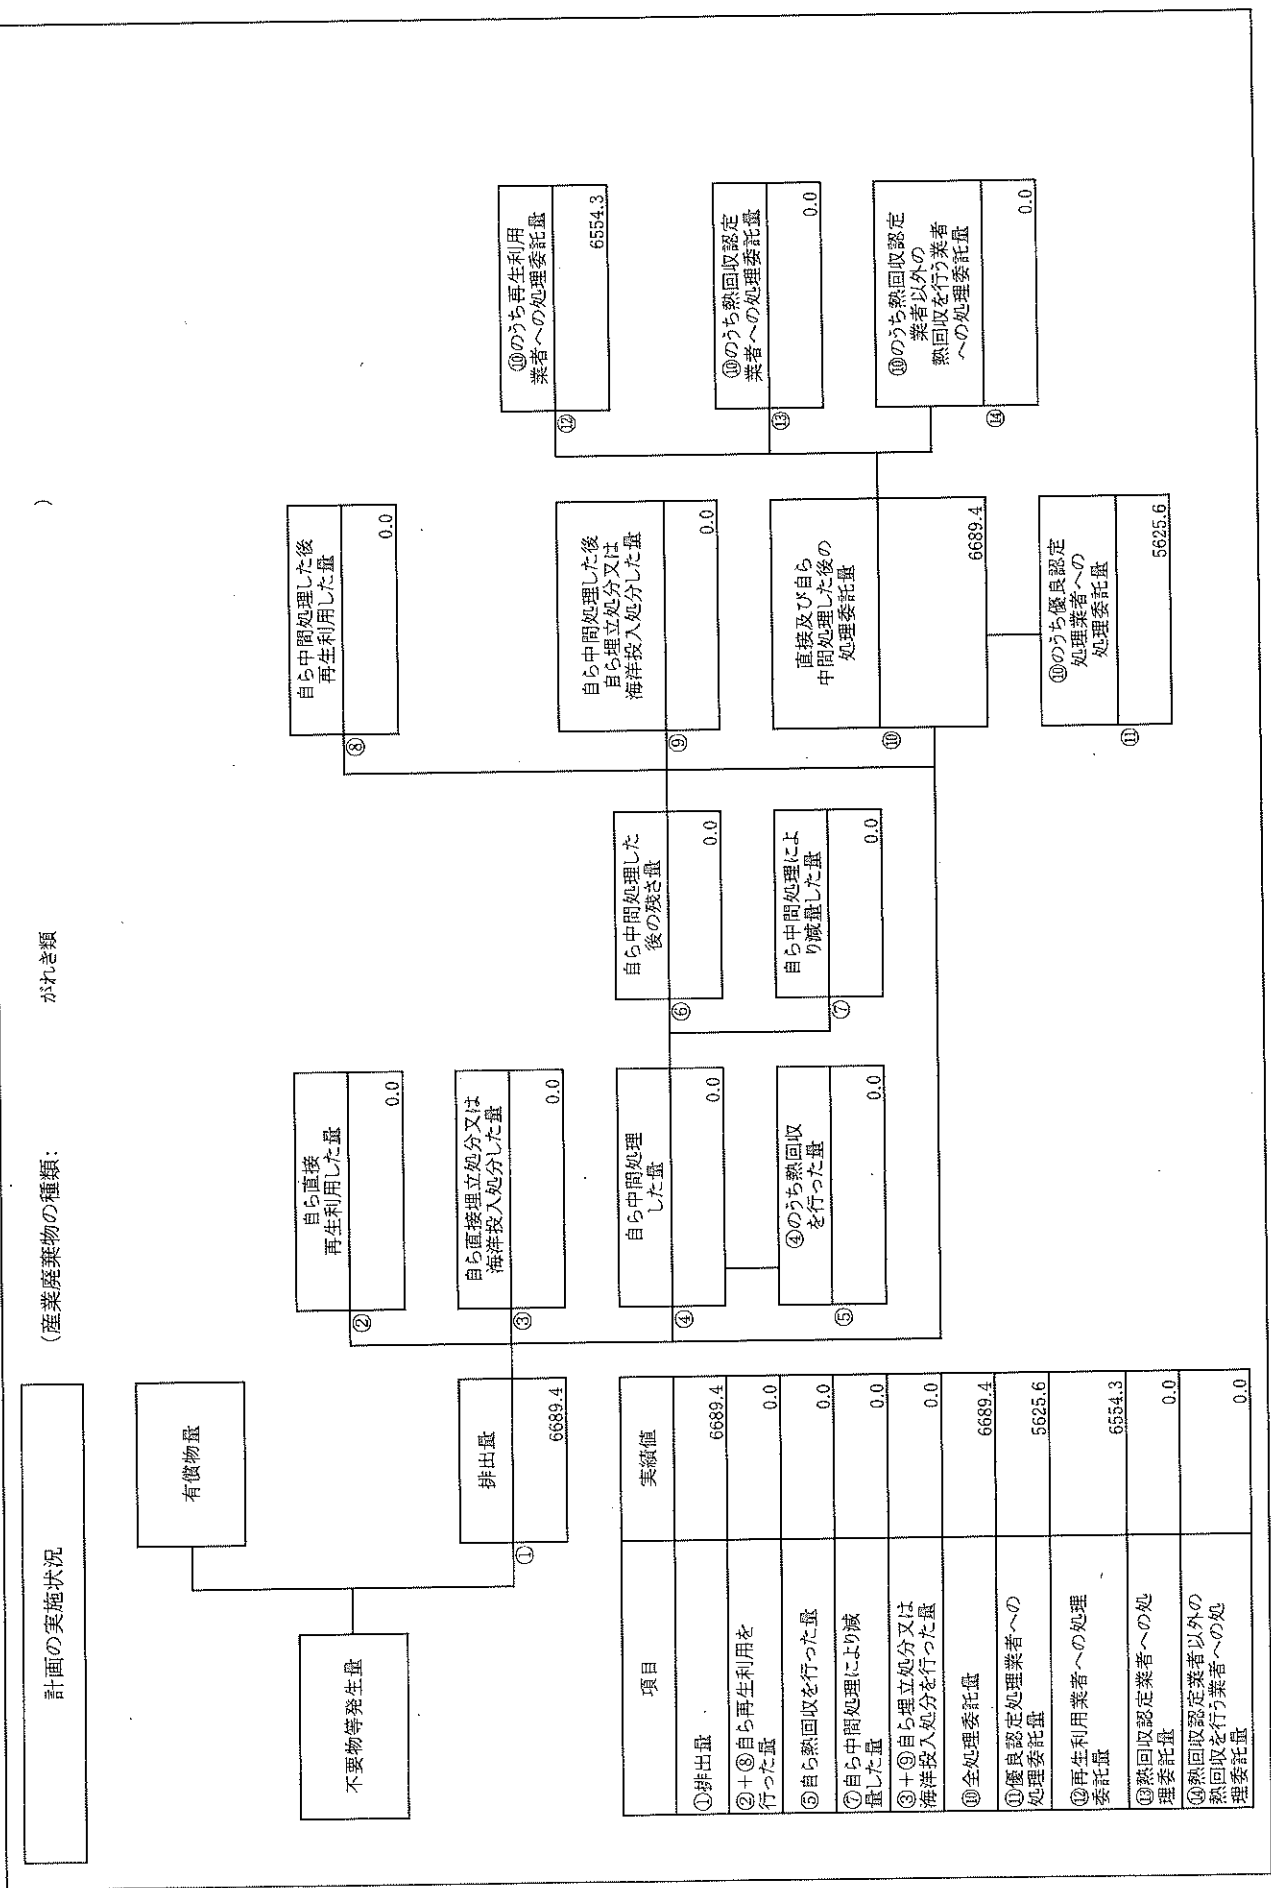 計画の実施状況
(産業廃棄物の種類:
がれき類
)
不要物等発生量
有償物量
排出量
①
6689.4
自ら直接
再生利用した量
②
0.0
自ら直接埋立処分又は
海洋投入処分した量
③
0.0
自ら中間処理
した量
④
0.0
④のうち熱回収
を行った量
⑤
0.0
自ら中間処理した
後の残さ量
⑥
0.0
自ら中間処理によ
り減量した量
⑦
0.0
自ら中間処理した後
再生利用した量
⑧
0.0
自ら中間処理した後
自ら埋立処分又は
海洋投入処分した量
⑨
0.0
直接及び自ら
中間処理した後の
処理委託量
⑩
6689.4
⑩のうち優良認定
処理業者への
処理委託量
⑪
5625.6
⑩のうち再生利用
業者への処理委託量
⑫
6554.3
⑩のうち熱回収認定
業者への処理委託量
⑬
0.0
⑩のうち熱回収認定
業者以外の
熱回収を行う業者
への処理委託量
⑭
0.0
項目 実績値
①排出量 6689.4
②+⑧自ら再生利用を
行った量 0.0
⑤自ら熱回収を行った量 0.0
⑦自ら中間処理により減
量した量 0.0
③+⑨自ら埋立処分又は
海洋投入処分を行った量 0.0
⑩全処理委託量 6689.4
⑪優良認定処理業者への
処理委託量 5625.6
⑫再生利用業者への処理
委託量 6554.3
⑬熱回収認定業者への処
理委託量 0.0
⑭熱回収認定業者以外の
熱回収を行う業者への処
理委託量 0.0